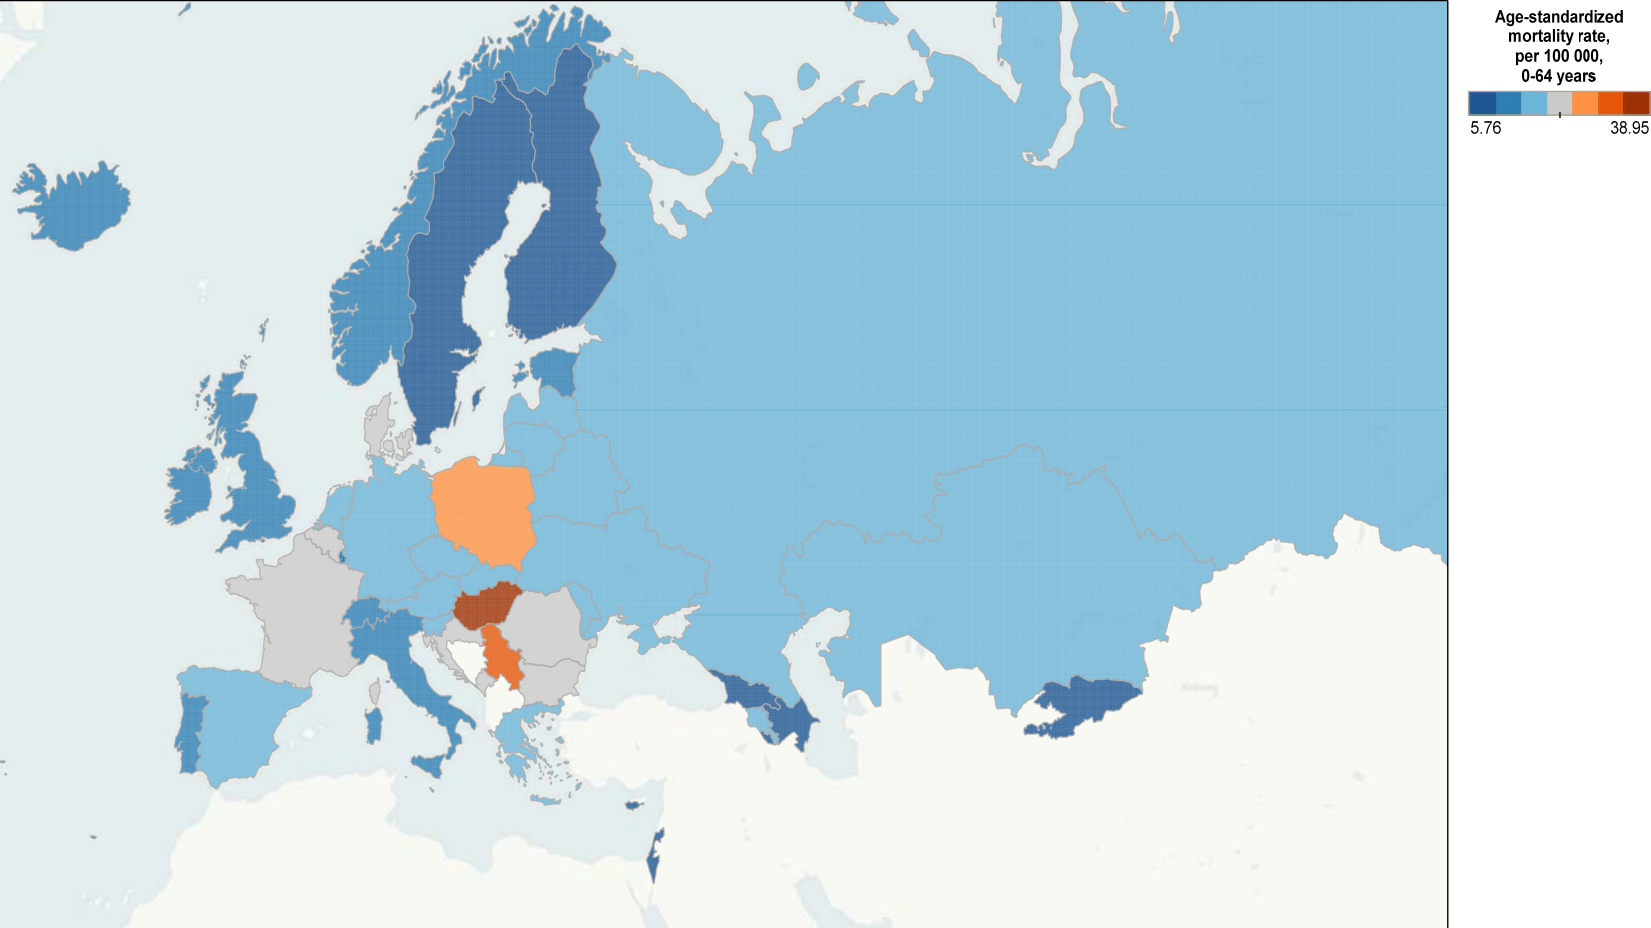 Age-standardized
mortality rate,
per 100 000,
0-64 years
5.76
38.95